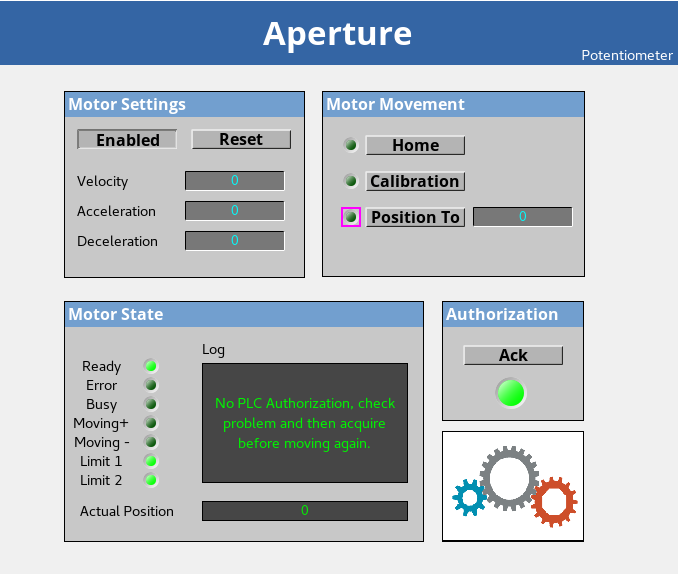 Aperture
Potentiometer
Motor Settings
Enabled Reset
Velocity 0
Acceleration 0
Deceleration 0
Motor Movement
Home
Calibration
Position To 0
Motor State
Log
Ready
Error
Busy
Moving+
Moving -
Limit 1
Limit 2
No PLC Authorization, check
problem and then acquire
before moving again.
Actual Position 0
Authorization
Ack